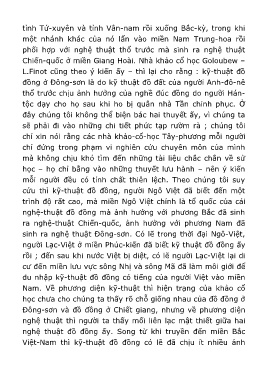 tỉnh Tứ-xuyên và tỉnh Vân-nam rồi xuống Bắc-kỳ, trong khi
một nhánh khác của nó lấn vào miền Nam Trung-hoa rồi
phối hợp với nghệ thuật thổ trước mà sinh ra nghệ thuật
Chiến-quốc ở miền Giang Hoài. Nhà khảo cổ học Goloubew –
L.Finot cũng theo ý kiến ấy – thì lại cho rằng : kỹ-thuật đồ
đồng ở Đông-sơn là do kỹ thuật đồ đất của người Anh-đô-nê
thổ trước chịu ảnh hưởng của nghề đúc đồng do người Hán-
tộc dạy cho họ sau khi họ bị quân nhà Tần chinh phục. Ở
đây chúng tôi không thể biện bác hai thuyết ấy, vì chúng ta
sẽ phải đi vào những chi tiết phức tạp rườm rà ; chúng tôi
chỉ xin nói rằng các nhà khảo-cổ-học Tây-phương mỗi người
chỉ đứng trong phạm vi nghiên cứu chuyên môn của mình
mà không chịu khó tìm đến những tài liệu chắc chắn về sử
học – họ chỉ bằng vào những thuyết lưu hành – nên ý kiến
mỗi người đều có tính chất thiên lệch. Theo chúng tôi suy
cứu thì kỹ-thuật đồ đồng, người Ngô Việt đã biết đến một
trình độ rất cao, mà miền Ngô Việt chính là tổ quốc của cái
nghệ-thuật đồ đồng mà ảnh hưởng với phương Bắc đã sinh
ra nghệ-thuật Chiến-quốc, ảnh hưởng với phương Nam đã
sinh ra nghệ thuật Đông-sơn. Có lẽ trong thời đại Ngô-Việt,
người Lạc-Việt ở miền Phúc-kiến đã biết kỹ thuật đồ đồng ấy
rồi ; đến sau khi nước Việt bị diệt, có lẽ người Lạc-Việt lại di
cư đến miền lưu vực sông Nhị và sông Mã đã làm môi giới để
du nhập kỹ-thuật đồ đồng có tiếng của người Việt vào miền
Nam. Về phương diện kỹ-thuật thì hiện trạng của khảo cổ
học chưa cho chúng ta thấy rõ chỗ giống nhau của đồ đồng ở
Đông-sơn và đồ đồng ở Chiết giang, nhưng về phương diện
nghệ thuật thì người ta thấy mối liên lạc mật thiết giữa hai
nghệ thuật đồ đồng ấy. Song từ khi truyền đến miền Bắc
Việt-Nam thì kỹ-thuật đồ đồng có lẽ đã chịu ít nhiều ảnh